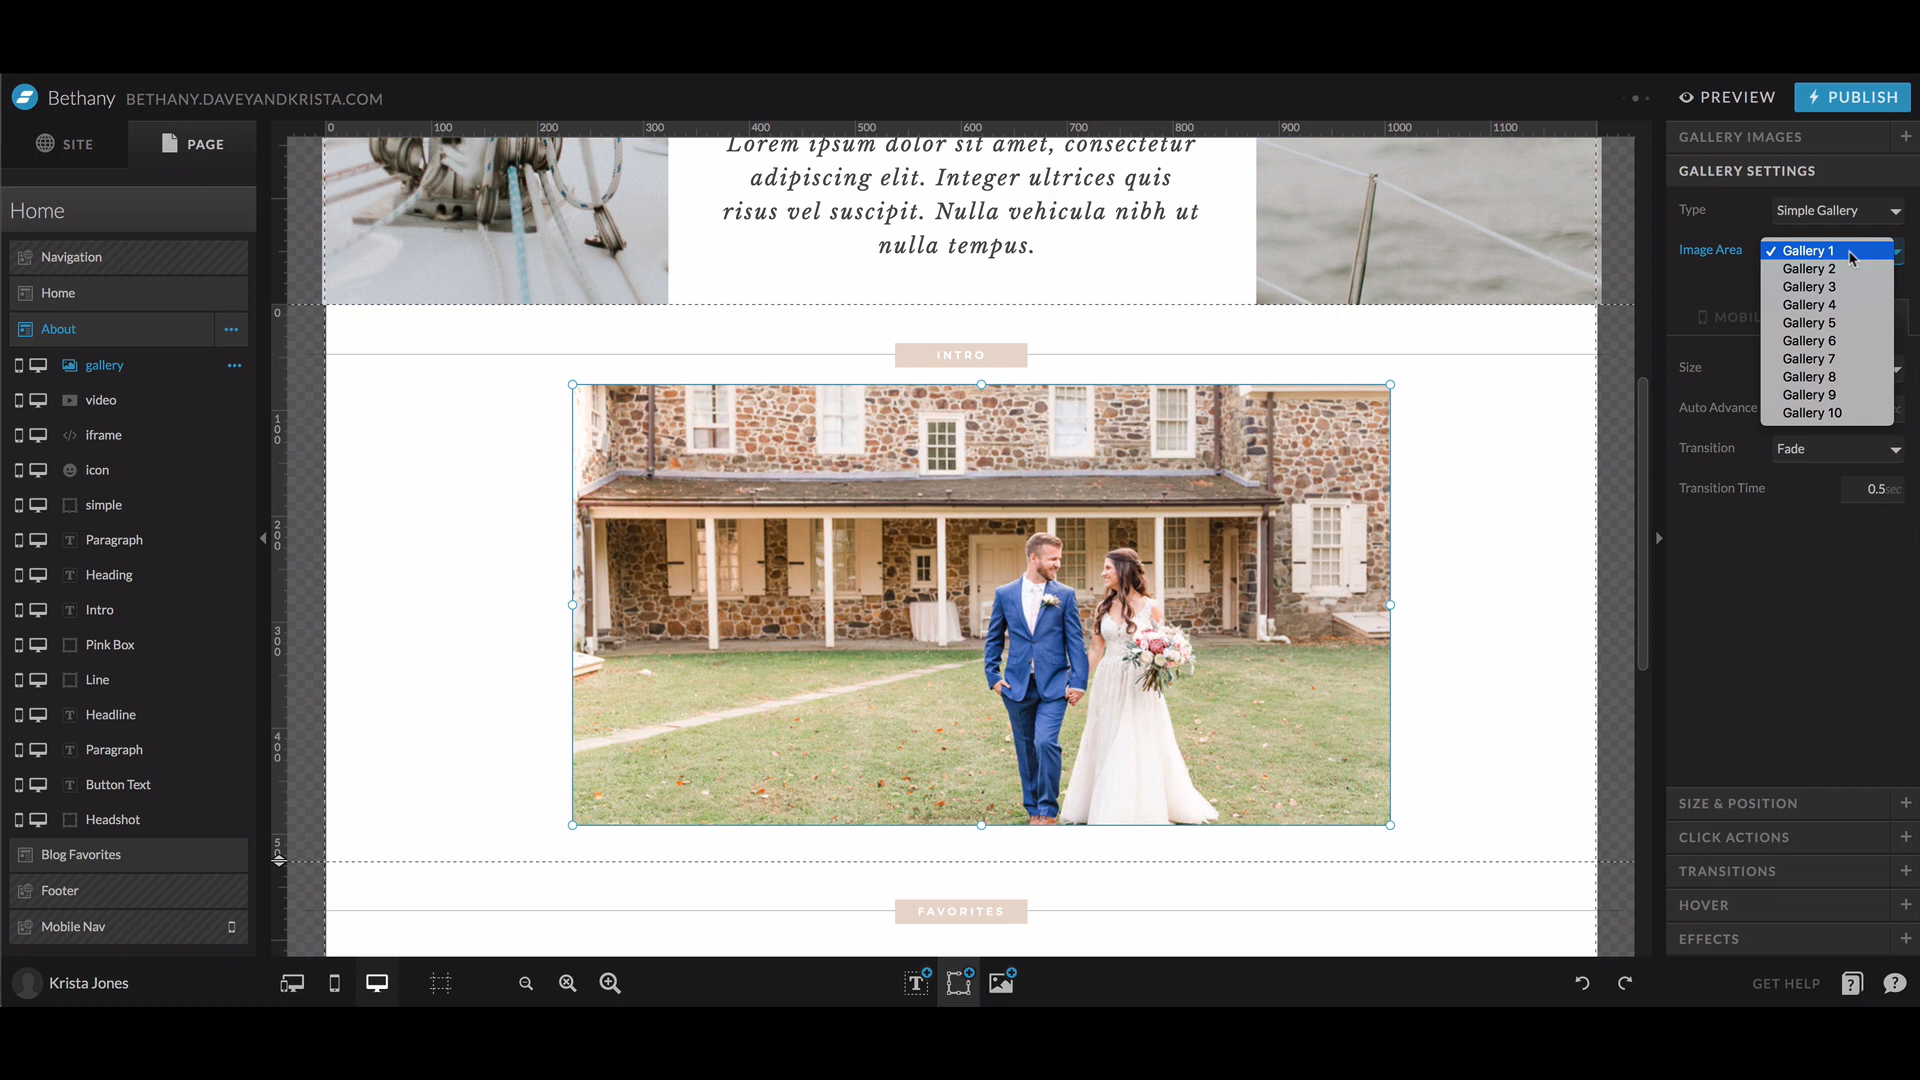 Bethany BETHANY.DAVEYANDKRISTA.COM
PREVIEW
PUBLISH
SITE
PAGE
0 100 200 300 400 500 600 700 800 900 1000 1100
Home
Navigation
Home
About
gallery
video
iframe
icon
simple
Paragraph
Heading
Intro
Pink Box
Line
Headline
Paragraph
Button Text
Headshot
Blog Favorites
Footer
Mobile Nav
0
100
200
300
400
Lorem ipsum dolor sit amet, consectetur
adipiscing elit. Integer ultrices quis
risus vel suscipit. Nulla vehicula nibh ut
nulla tempus.
INTRO
FAVORITES
GALLERY IMAGES
GALLERY SETTINGS
Type Simple Gallery
Image Area
✓ Gallery 1
Gallery 2
Gallery 3
Gallery 4
Gallery 5
Gallery 6
Gallery 7
Gallery 8
Gallery 9
Gallery 10
Size
Auto Advance
Transition Fade
Transition Time 0.5sec
SIZE & POSITION
CLICK ACTIONS
TRANSITIONS
HOVER
EFFECTS
Krista Jones
T
GET HELP